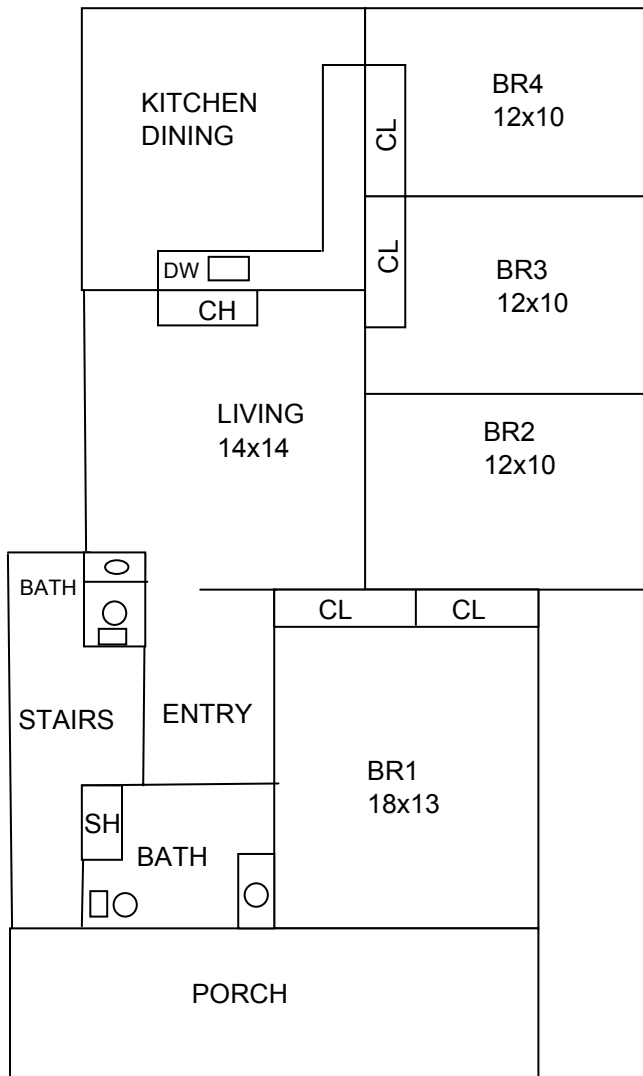 KITCHEN
DINING
BR4
12x10
CL
CL
DW
BR3
12x10
CH
LIVING
14x14
BR2
12x10
BATH
CL
CL
STAIRS
ENTRY
BR1
18x13
SH
BATH
PORCH